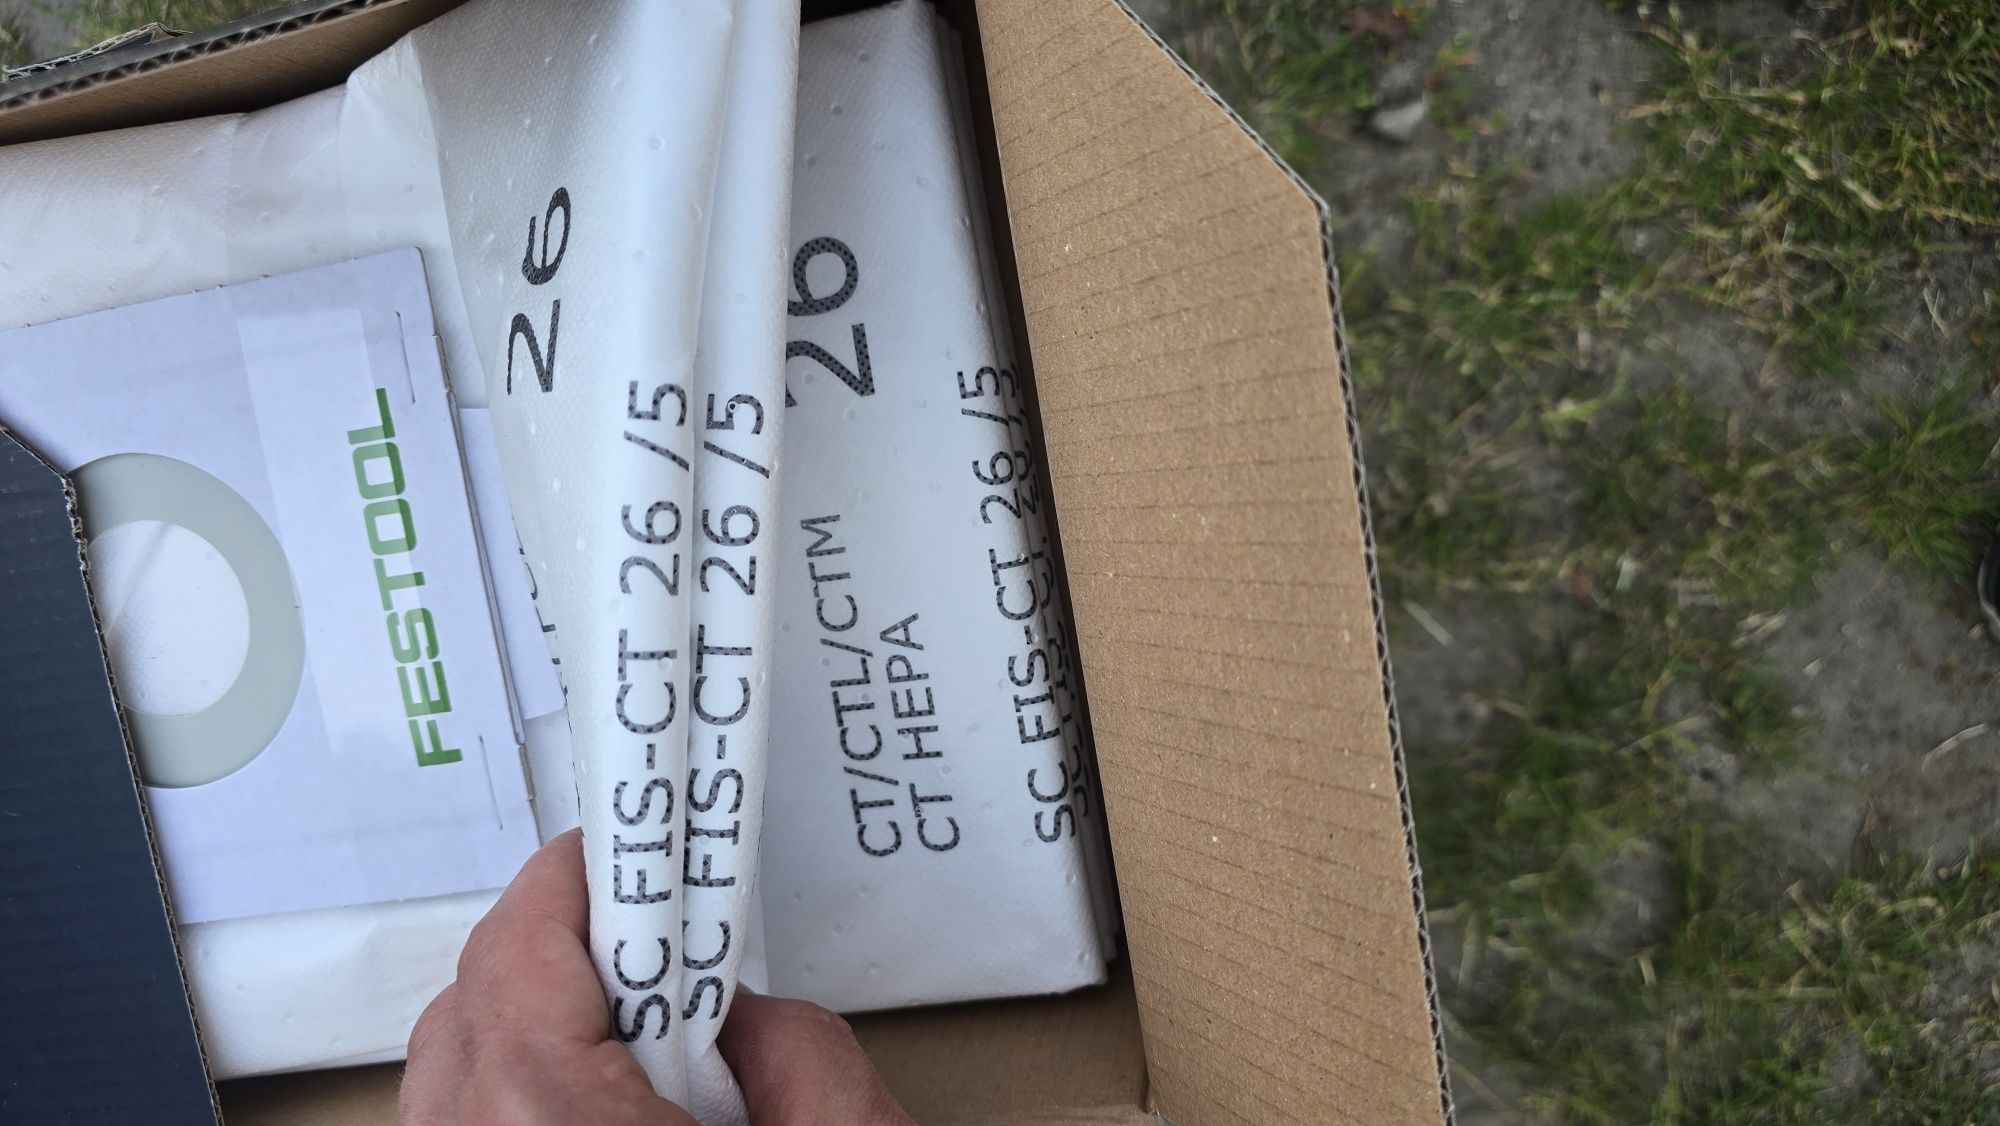 FESTOOL
26
SC FIS-CT 26 /5
SC FIS-CT 26 /5
26
CT/CTL/CTM
CT HEPA
SC FIS-CT 26 /5